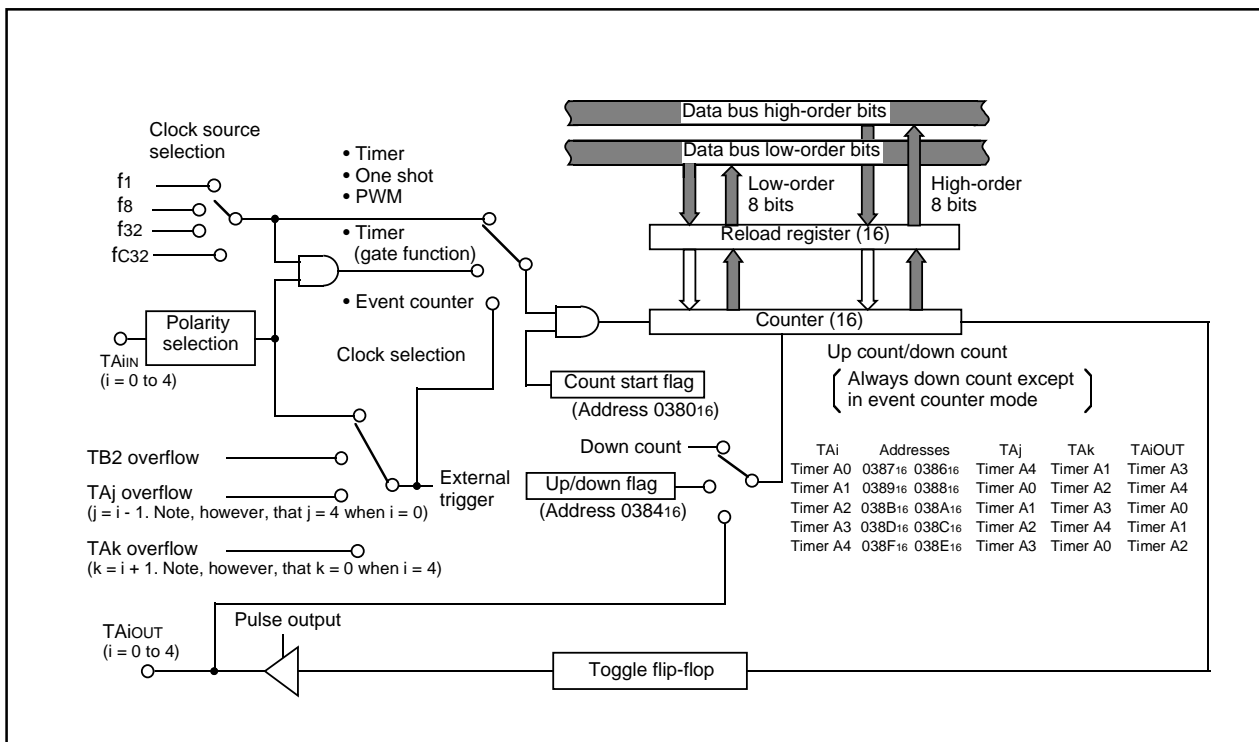 Clock source
selection
f1
f8
f32
fC32
• Timer
• One shot
• PWM
• Timer
(gate function)
• Event counter
Data bus high-order bits
Data bus low-order bits
Low-order
8 bits
High-order
8 bits
Reload register (16)
Counter (16)
Polarity
selection
TAiIN
(i = 0 to 4)
Clock selection
Count start flag
(Address 038016)
Up count/down count
Always down count except
in event counter mode
TB2 overflow
TAj overflow
(j = i - 1. Note, however, that j = 4 when i = 0)
TAk overflow
(k = i + 1. Note, however, that k = 0 when i = 4)
External
trigger
Down count
Up/down flag
(Address 038416)
TAi Addresses TAj TAk TAiOUT
Timer A0 038716 038616 Timer A4 Timer A1 Timer A3
Timer A1 038916 038816 Timer A0 Timer A2 Timer A4
Timer A2 038B16 038A16 Timer A1 Timer A3 Timer A0
Timer A3 038D16 038C16 Timer A2 Timer A4 Timer A1
Timer A4 038F16 038E16 Timer A3 Timer A0 Timer A2
Pulse output
TAiOUT
(i = 0 to 4)
Toggle flip-flop